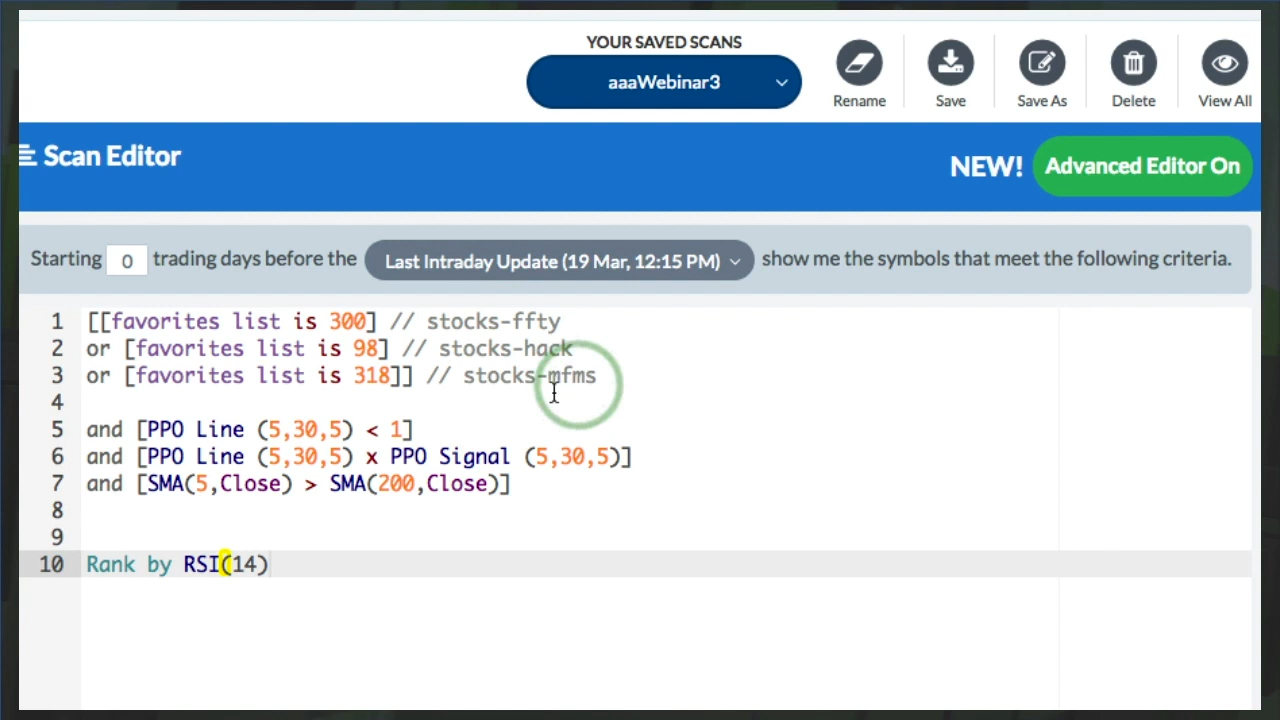 YOUR SAVED SCANS
aaaWebinar3
Rename
Save
Save As
Delete
View All
Scan Editor
NEW!
Advanced Editor On
Starting 0 trading days before the Last Intraday Update (19 Mar, 12:15 PM) show me the symbols that meet the following criteria.
1 [[favorites list is 300] // stocks-ffty
2 or [favorites list is 98] // stocks-hack
3 or [favorites list is 318]] // stocks-mfms
4
5 and [PPO Line (5,30,5) < 1]
6 and [PPO Line (5,30,5) x PPO Signal (5,30,5)]
7 and [SMA(5,Close) > SMA(200,Close)]
8
9
10 Rank by RSI(14)